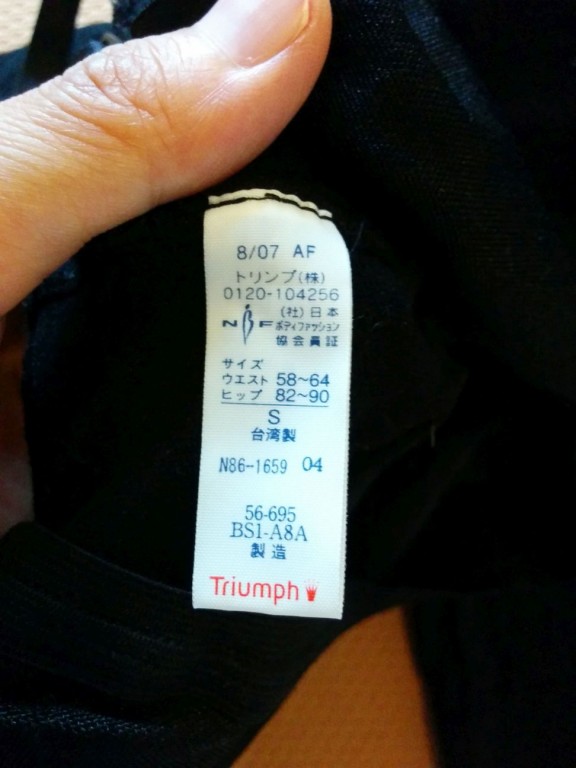 8/07 AF
トリンプ(株)
0120-104256
NBF (社)日本
ボディファッション
協会員証
サイズ
ウエスト 58~64
ヒップ 82~90
S
台湾製
N86-1659 04
56-695
BS1-A8A
製造
Triumph